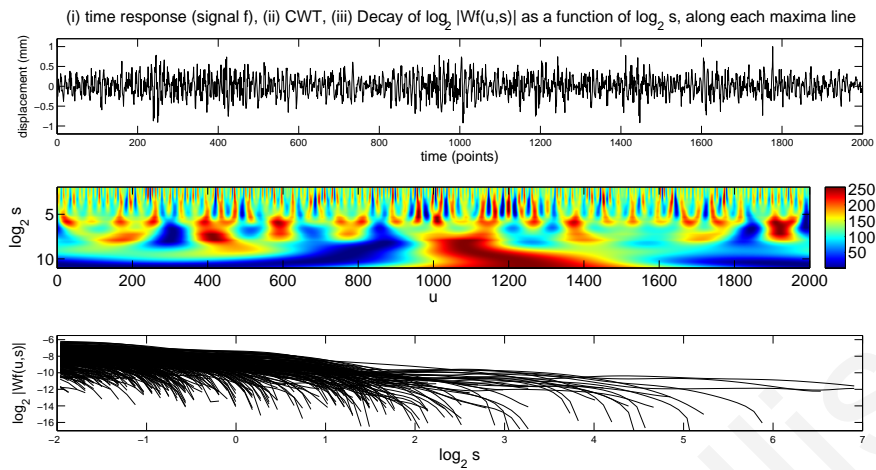 (i) time response (signal f), (ii) CWT, (iii) Decay of log2 |Wf(u,s)| as a function of log2 s, along each maxima line
displacement (mm)
1
0.5
0
−0.5
−1
0 200 400 600 800 1000 1200 1400 1600 1800 2000
time (points)
log2 s
5
10
0 200 400 600 800 1000 1200 1400 1600 1800 2000
u
250
200
150
100
50
log2 |Wf(u,s)|
−6
−8
−10
−12
−14
−16
−2 −1 0 1 2 3 4 5 6 7
log2 s